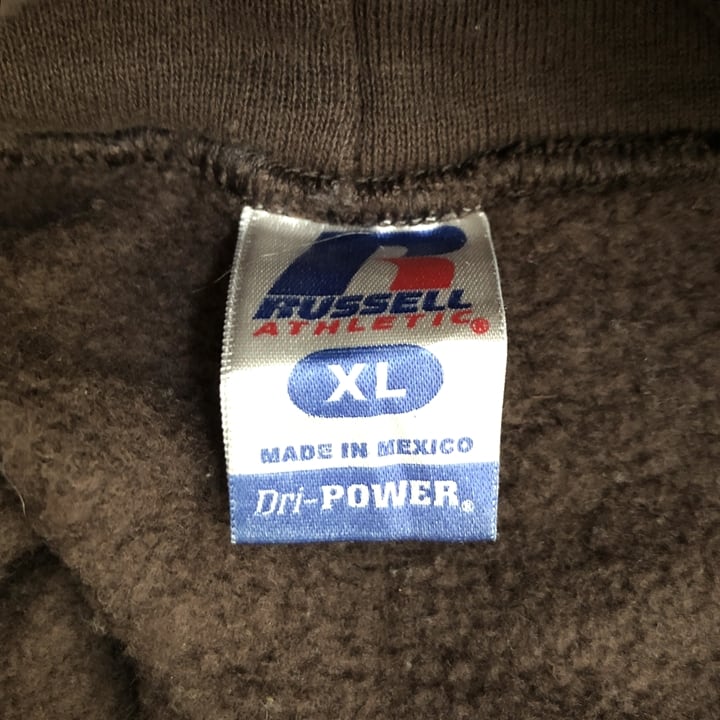 RUSSELL
ATHLETIC®
XL
MADE IN MEXICO
Dri-POWER®